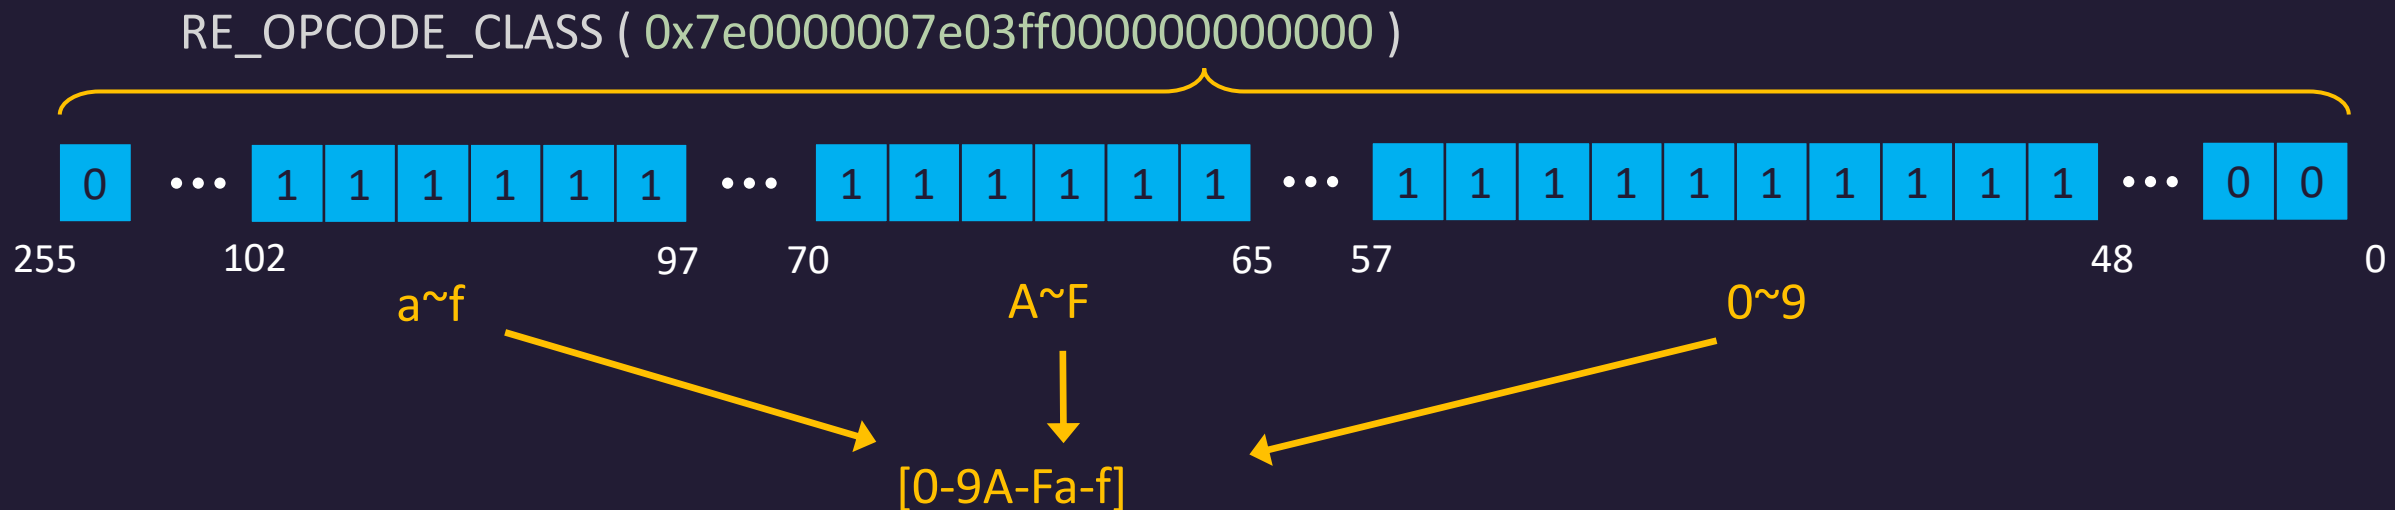 RE_OPCODE_CLASS ( 0x7e0000007e03ff000000000000 )
0 ••• 1 1 1 1 1 1 ••• 1 1 1 1 1 1 ••• 1 1 1 1 1 1 1 1 1 1 ••• 0 0
255 102 97 70 65 57 48 0
a~f A~F 0~9
[0-9A-Fa-f]